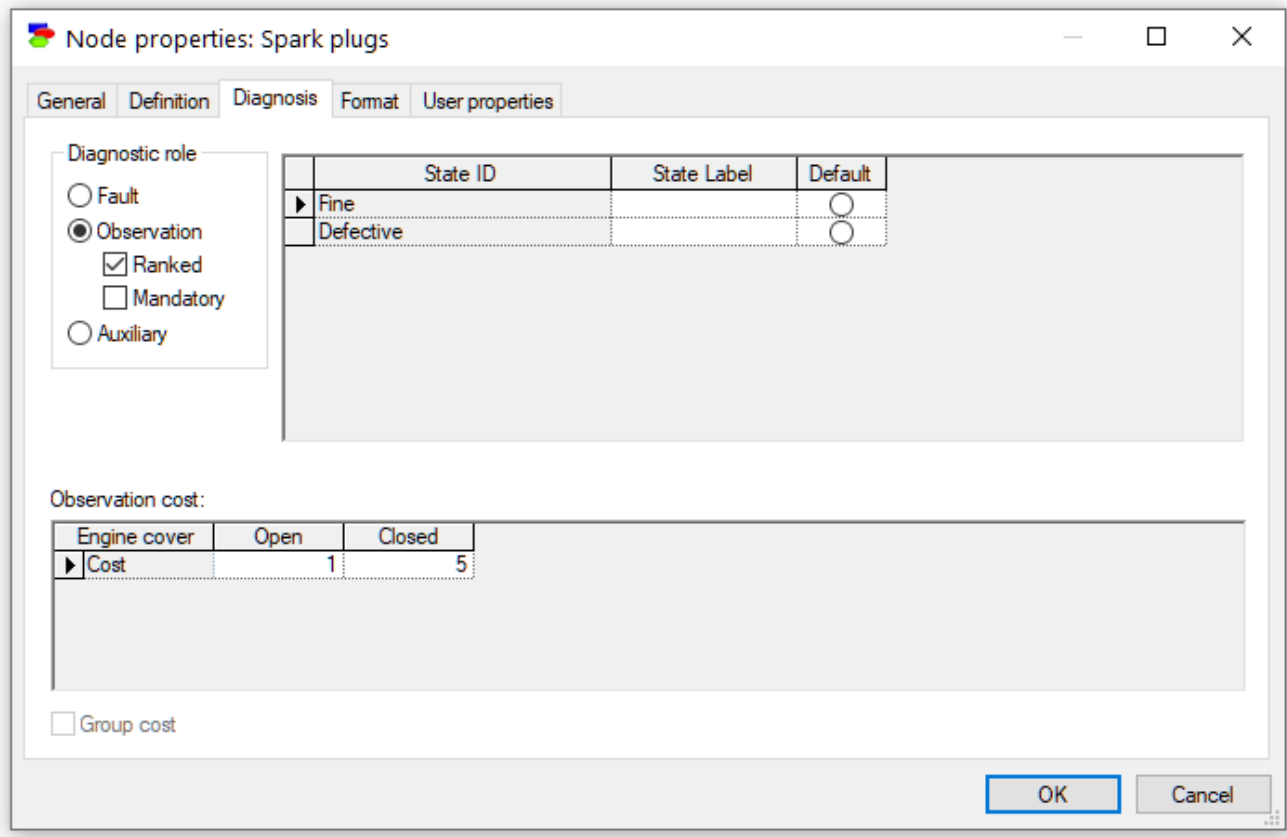 Node properties: Spark plugs
General Definition Diagnosis Format User properties
Diagnostic role
Fault
Observation
Ranked
Mandatory
Auxiliary
State ID State Label Default
Fine
Defective
Observation cost:
Engine cover Open Closed
Cost 1 5
Group cost
OK Cancel